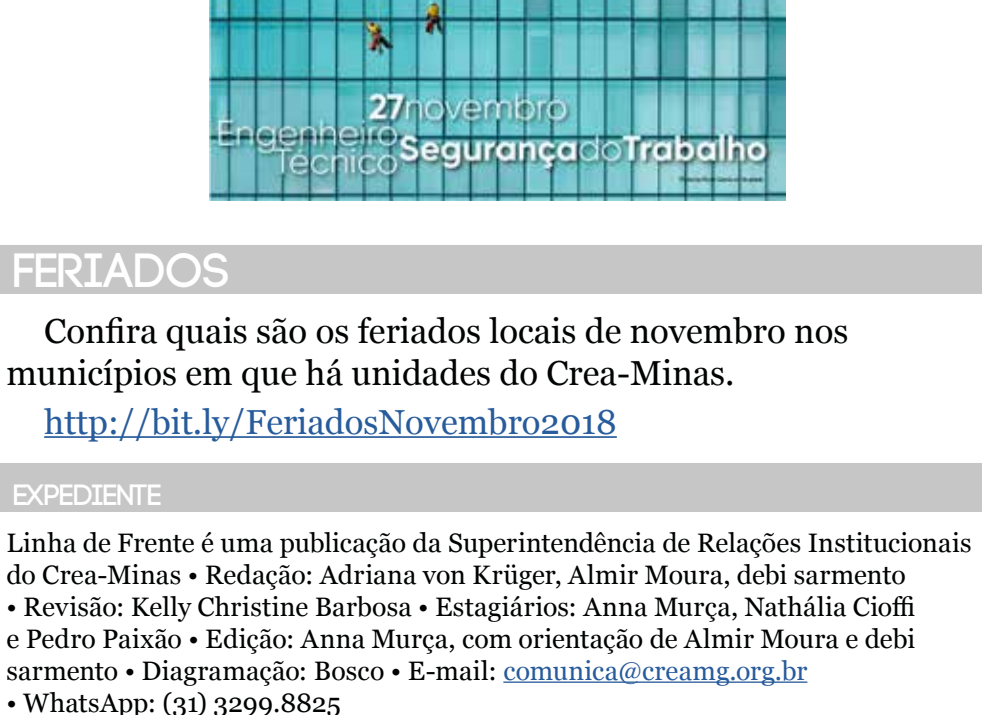 27novembro
Engenheiro
Técnico SegurançadoTrabalho
FERIADOS
Confira quais são os feriados locais de novembro nos
municípios em que há unidades do Crea-Minas.
http://bit.ly/FeriadosNovembro2018
EXPEDIENTE
Linha de Frente é uma publicação da Superintendência de Relações Institucionais
do Crea-Minas • Redação: Adriana von Krüger, Almir Moura, debi sarmento
• Revisão: Kelly Christine Barbosa • Estagiários: Anna Murça, Nathália Cioffi
e Pedro Paixão • Edição: Anna Murça, com orientação de Almir Moura e debi
sarmento • Diagramação: Bosco • E-mail: comunica@creamg.org.br
• WhatsApp: (31) 3299.8825